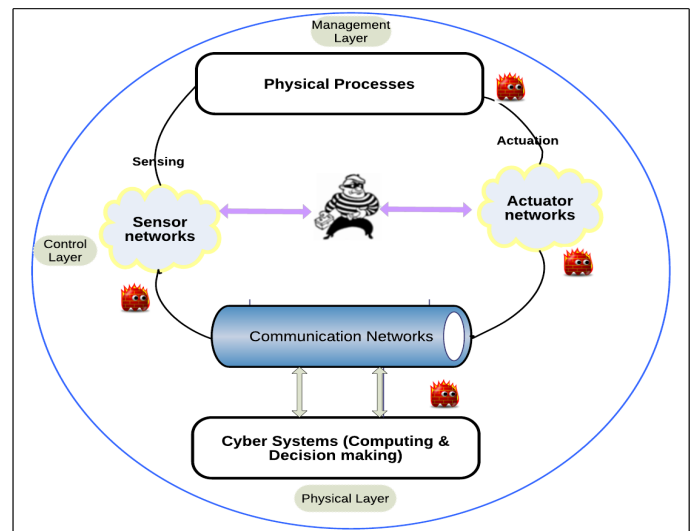 Management
Layer
Physical Processes
Actuation
Sensing
Sensor
networks
Actuator
networks
Control
Layer
Communication Networks
Cyber Systems (Computing &
Decision making)
Physical Layer